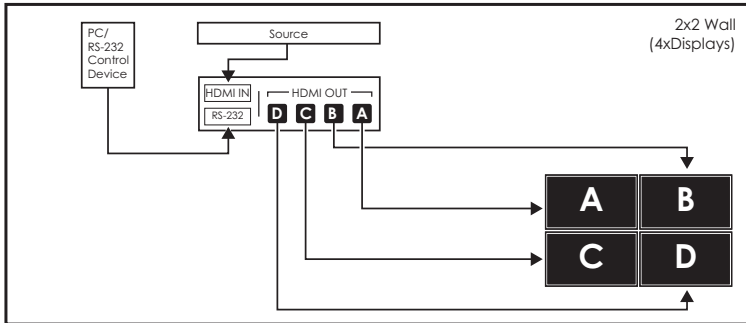 PC/
RS-232
Control
Device
Source
2x2 Wall
(4xDisplays)
HDMI IN
HDMI OUT
RS-232
D C B A
A B
C D